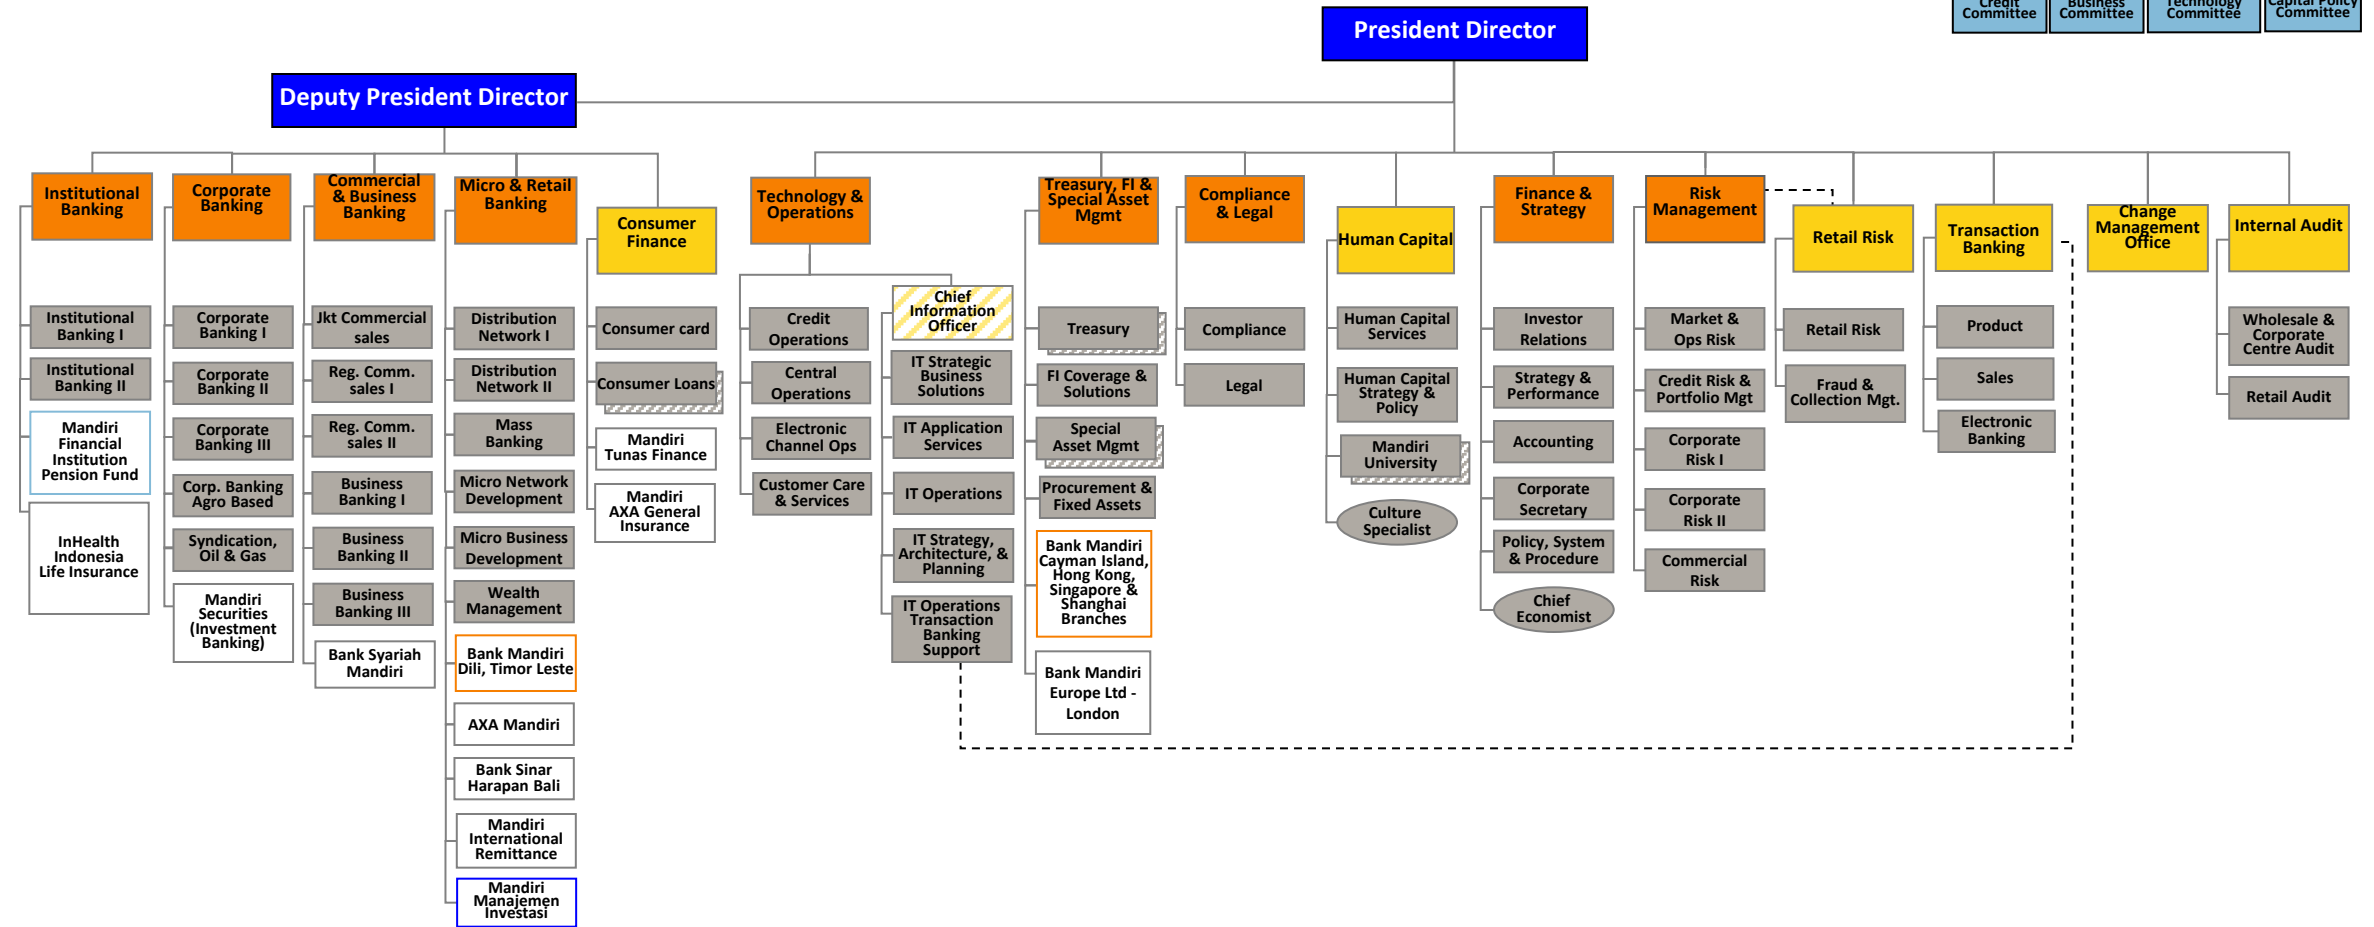 Credit
Committee
Business
Committee
Technology
Committee
Capital Policy
Committee
President Director
Deputy President Director
Institutional
Banking
Corporate
Banking
Commercial
& Business
Banking
Micro & Retail
Banking
Consumer
Finance
Technology &
Operations
Treasury, FI &
Special Asset
Mgmt
Compliance
& Legal
Human Capital
Finance &
Strategy
Risk
Management
Retail Risk
Transaction
Banking
Change
Management
Office
Internal Audit
Institutional
Banking I
Institutional
Banking II
Mandiri
Financial
Institution
Pension Fund
InHealth
Indonesia
Life Insurance
Corporate
Banking I
Corporate
Banking II
Corporate
Banking III
Corp. Banking
Agro Based
Syndication,
Oil & Gas
Mandiri
Securities
(Investment
Banking)
Jkt Commercial
sales
Reg. Comm.
sales I
Reg. Comm.
sales II
Business
Banking I
Business
Banking II
Business
Banking III
Bank Syariah
Mandiri
Distribution
Network I
Distribution
Network II
Mass
Banking
Micro Network
Development
Micro Business
Development
Wealth
Management
Bank Mandiri
Dili, Timor Leste
AXA Mandiri
Bank Sinar
Harapan Bali
Mandiri
International
Remittance
Mandiri
Manajemen
Investasi
Consumer card
Consumer Loans
Mandiri
Tunas Finance
Mandiri
AXA General
Insurance
Credit
Operations
Central
Operations
Electronic
Channel Ops
Customer Care
& Services
Chief
Information
Officer
IT Strategic
Business
Solutions
IT Application
Services
IT Operations
IT Strategy,
Architecture, &
Planning
IT Operations
Transaction
Banking
Support
Treasury
FI Coverage &
Solutions
Special
Asset Mgmt
Procurement &
Fixed Assets
Bank Mandiri
Cayman Island,
Hong Kong,
Singapore &
Shanghai
Branches
Bank Mandiri
Europe Ltd -
London
Compliance
Legal
Human Capital
Services
Human Capital
Strategy &
Policy
Mandiri
University
Culture
Specialist
Investor
Relations
Strategy &
Performance
Accounting
Corporate
Secretary
Policy, System
& Procedure
Chief
Economist
Market &
Ops Risk
Credit Risk &
Portfolio Mgt
Corporate
Risk I
Corporate
Risk II
Commercial
Risk
Retail Risk
Fraud &
Collection Mgt.
Product
Sales
Electronic
Banking
Wholesale &
Corporate
Centre Audit
Retail Audit